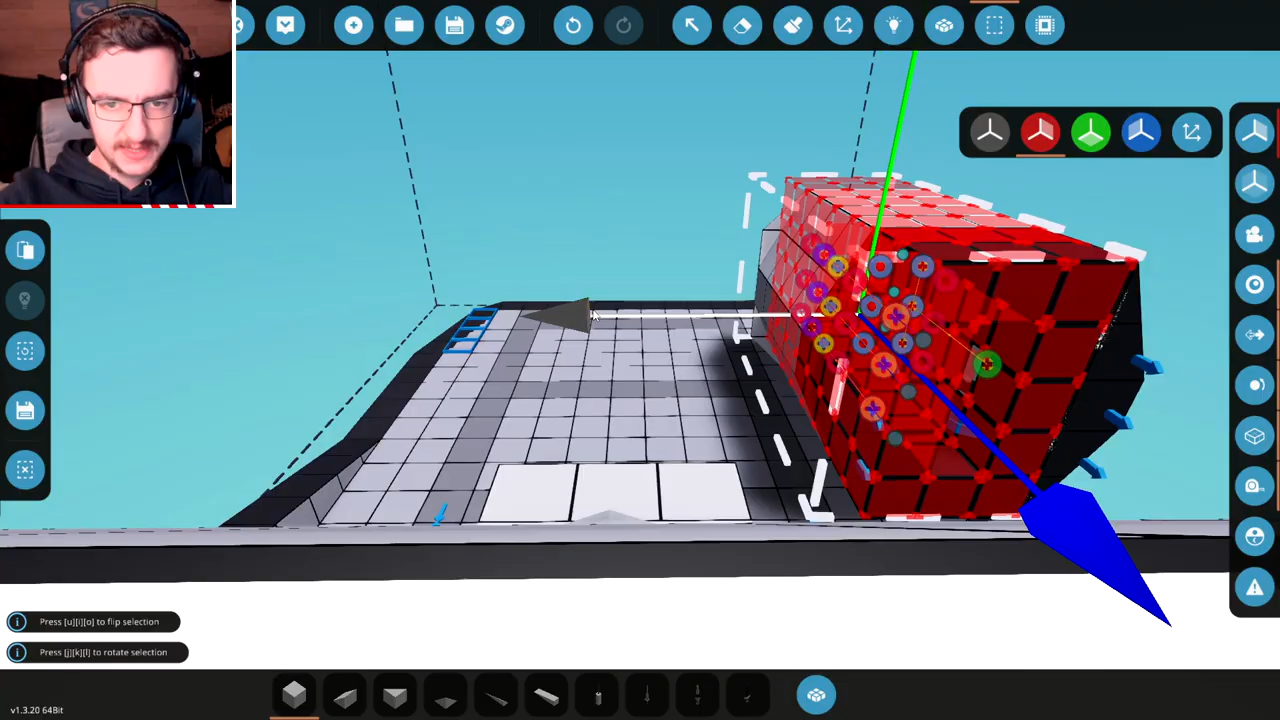 Press [u][i][o] to flip selection
Press [j][k][l] to rotate selection
v1.3.20 64Bit